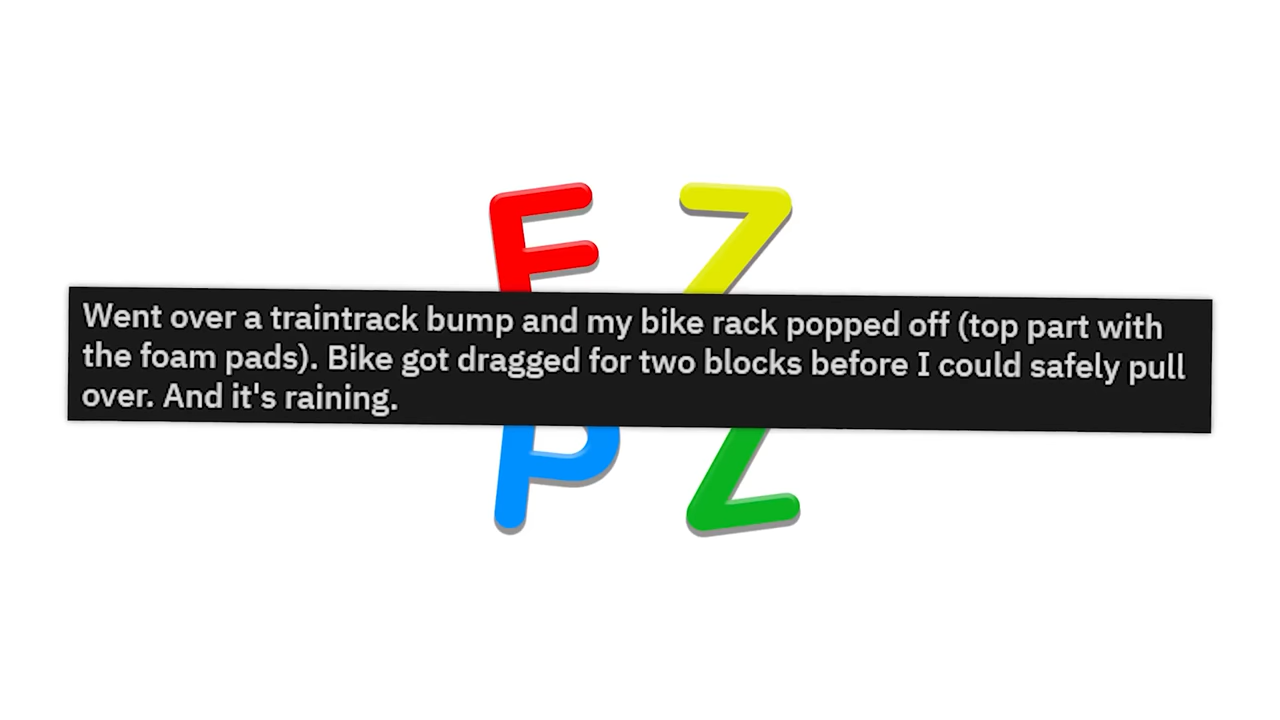 F Z
Went over a traintrack bump and my bike rack popped off (top part with
the foam pads). Bike got dragged for two blocks before I could safely pull
over. And it's raining.
P Z